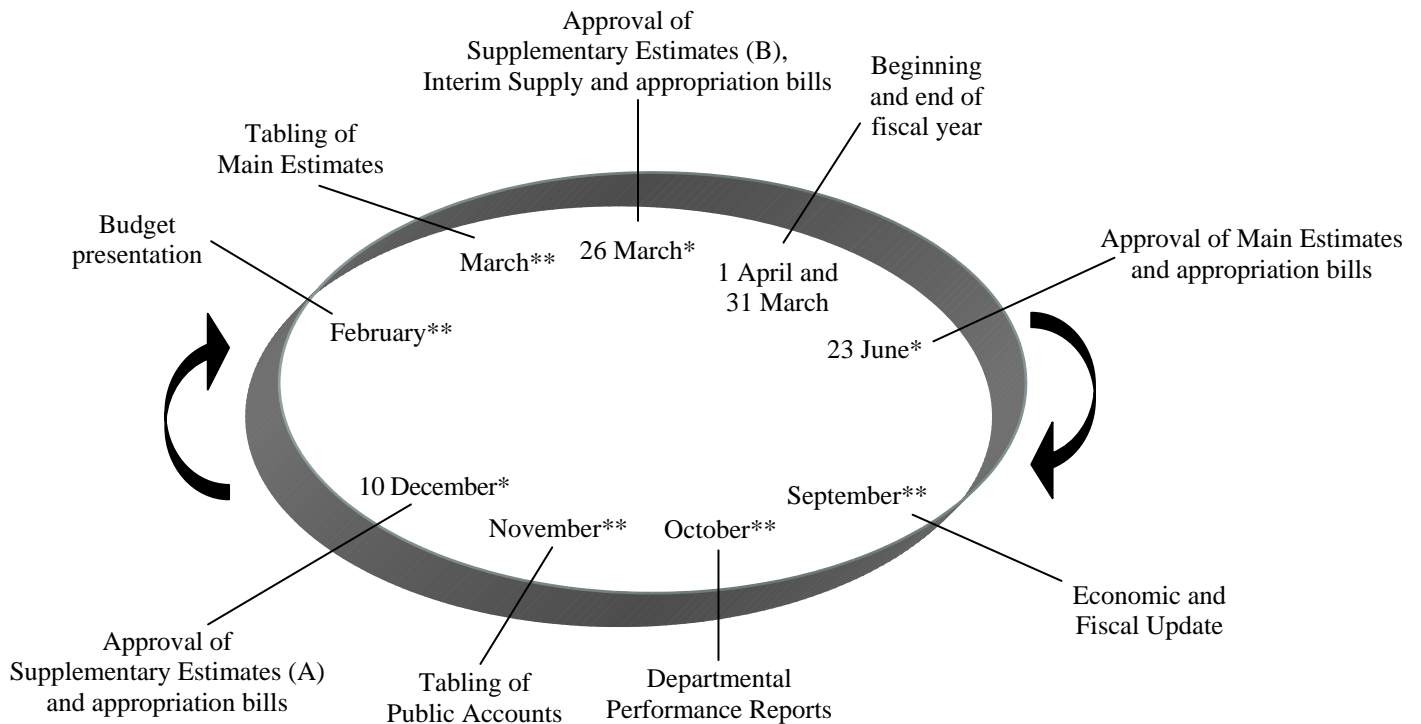 Approval of
Supplementary Estimates (B),
Interim Supply and appropriation bills
Beginning
and end of
fiscal year
Tabling of
Main Estimates
Budget
presentation
Approval of Main Estimates
and appropriation bills
March**
26 March*
1 April and
31 March
February**
23 June*
10 December*
November**
October**
September**
Economic and
Fiscal Update
Approval of
Supplementary Estimates (A)
and appropriation bills
Tabling of
Public Accounts
Departmental
Performance Reports